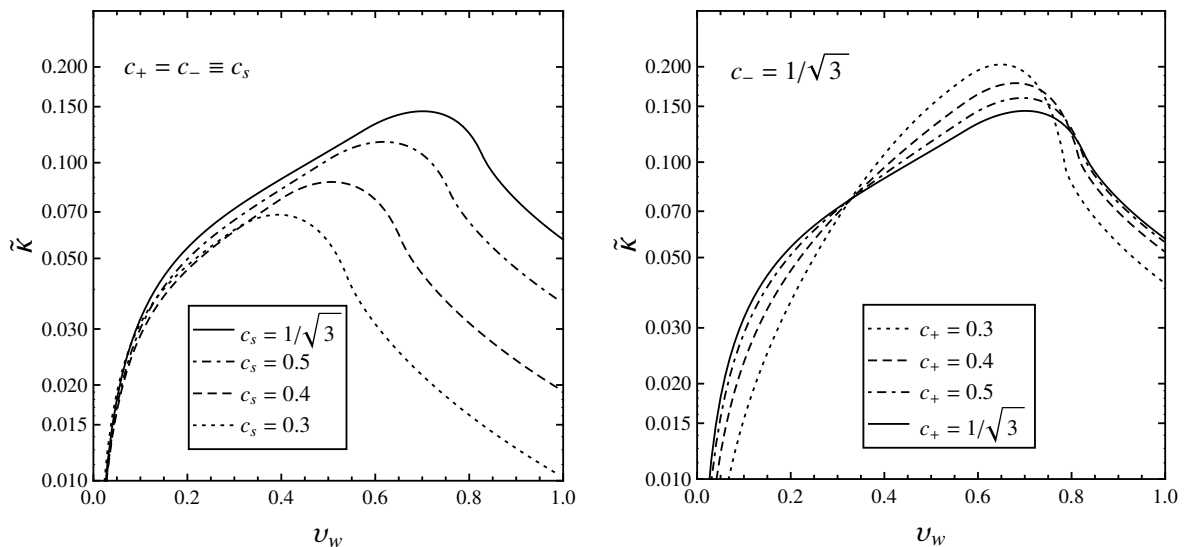 c₊ = c₋ ≡ cₛ
0.200
0.150
0.100
0.070
0.050
0.030
0.020
0.015
0.010
κ̃
cₛ = 1/√3
cₛ = 0.5
cₛ = 0.4
cₛ = 0.3
0.0 0.2 0.4 0.6 0.8 1.0
υ_w
c₋ = 1/√3
0.200
0.150
0.100
0.070
0.050
0.030
0.020
0.015
0.010
κ̃
c₊ = 0.3
c₊ = 0.4
c₊ = 0.5
c₊ = 1/√3
0.0 0.2 0.4 0.6 0.8 1.0
υ_w